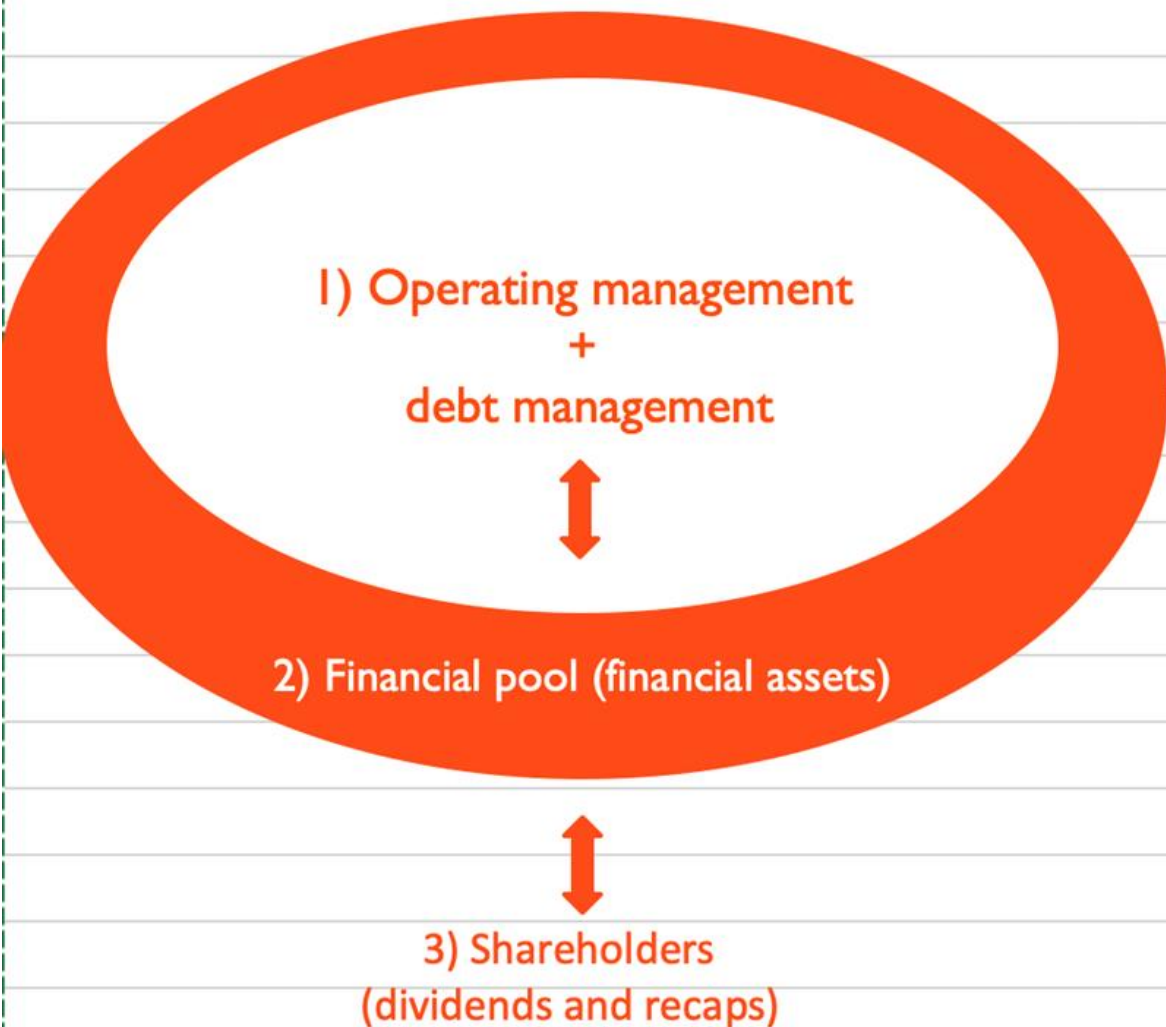 1) Operating management
+
debt management
2) Financial pool (financial assets)
3) Shareholders
(dividends and recaps)